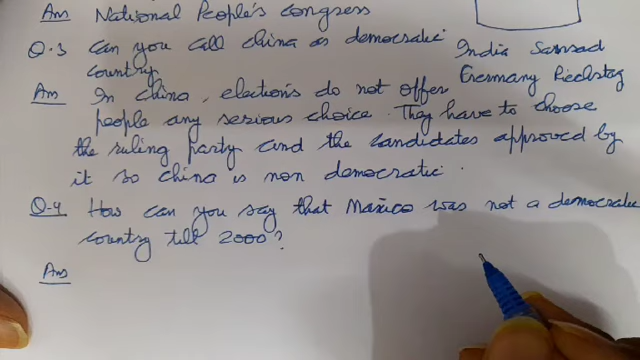 Ans National People's Congress
Q.3 Can you call China as democratic
country
India Sansad
Germany Riechstag
Ans In China, elections do not offer
people any serious choice. They have to choose
the ruling party and the candidates approved by
it so China is non democratic.
Q-4 How can you say that Maxico was not a democratic
country till 2000?
Ans